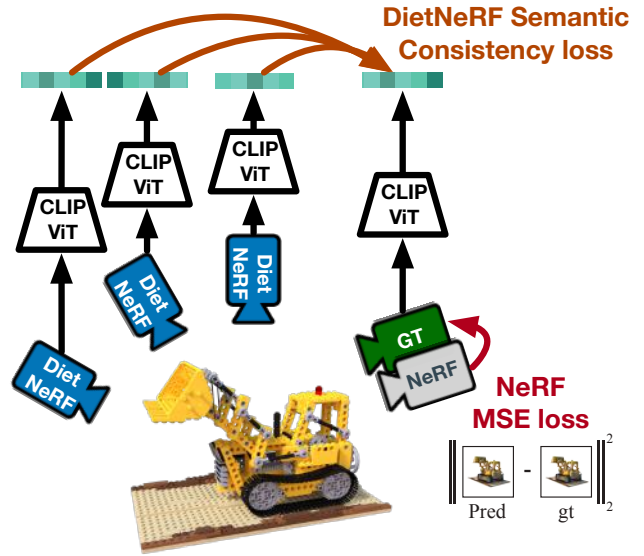 DietNeRF Semantic
Consistency loss
CLIP
ViT
CLIP
ViT
CLIP
ViT
CLIP
ViT
Diet
NeRF
Diet
NeRF
Diet
NeRF
GT
NeRF
NeRF
MSE loss
‖ - ‖ 2 2
Pred gt